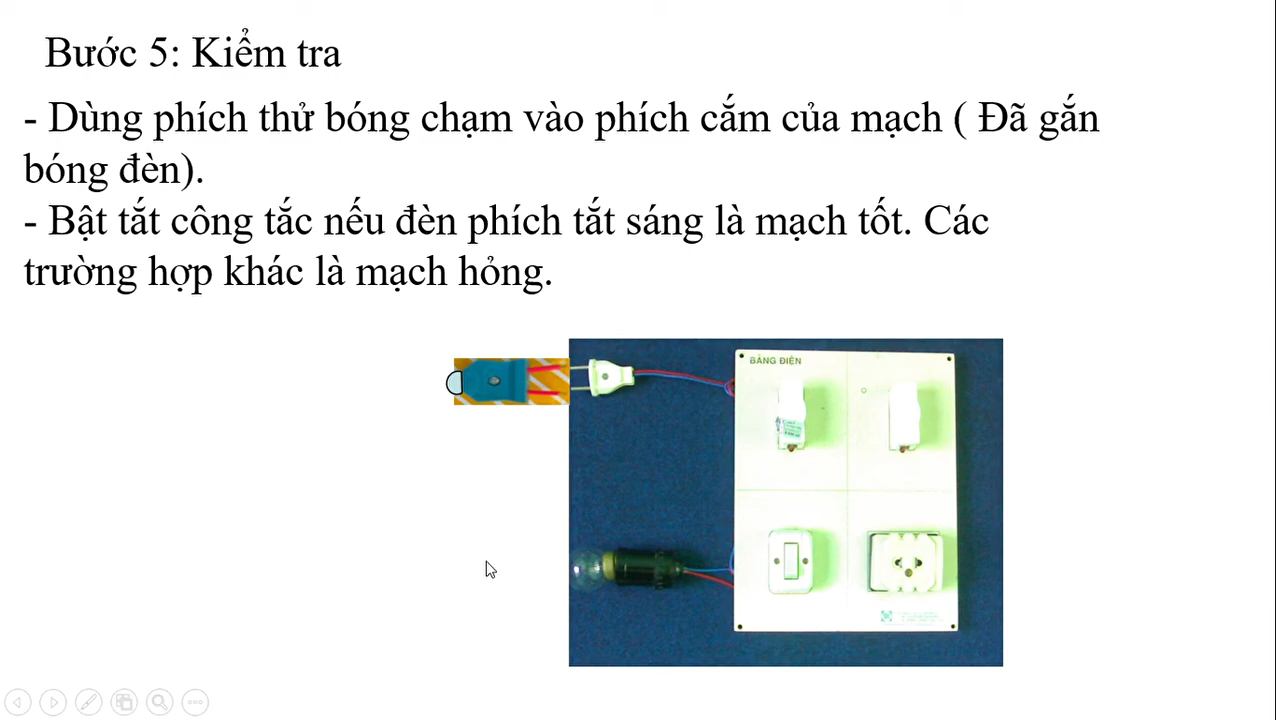 Bước 5: Kiểm tra
- Dùng phích thử bóng chạm vào phích cắm của mạch ( Đã gắn
bóng đèn).
- Bật tắt công tắc nếu đèn phích tắt sáng là mạch tốt. Các
trường hợp khác là mạch hỏng.
BẢNG ĐIỆN